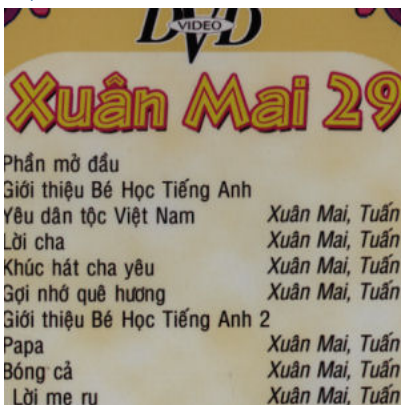 DVD
VIDEO
Xuân Mai 29
Phần mở đầu
Giới thiệu Bé Học Tiếng Anh
Yêu dân tộc Việt Nam Xuân Mai, Tuấn
Lời cha Xuân Mai, Tuấn
Khúc hát cha yêu Xuân Mai, Tuấn
Gợi nhớ quê hương Xuân Mai, Tuấn
Giới thiệu Bé Học Tiếng Anh 2
Papa Xuân Mai, Tuấn
Bóng cả Xuân Mai, Tuấn
Lời mẹ ru Xuân Mai, Tuấn